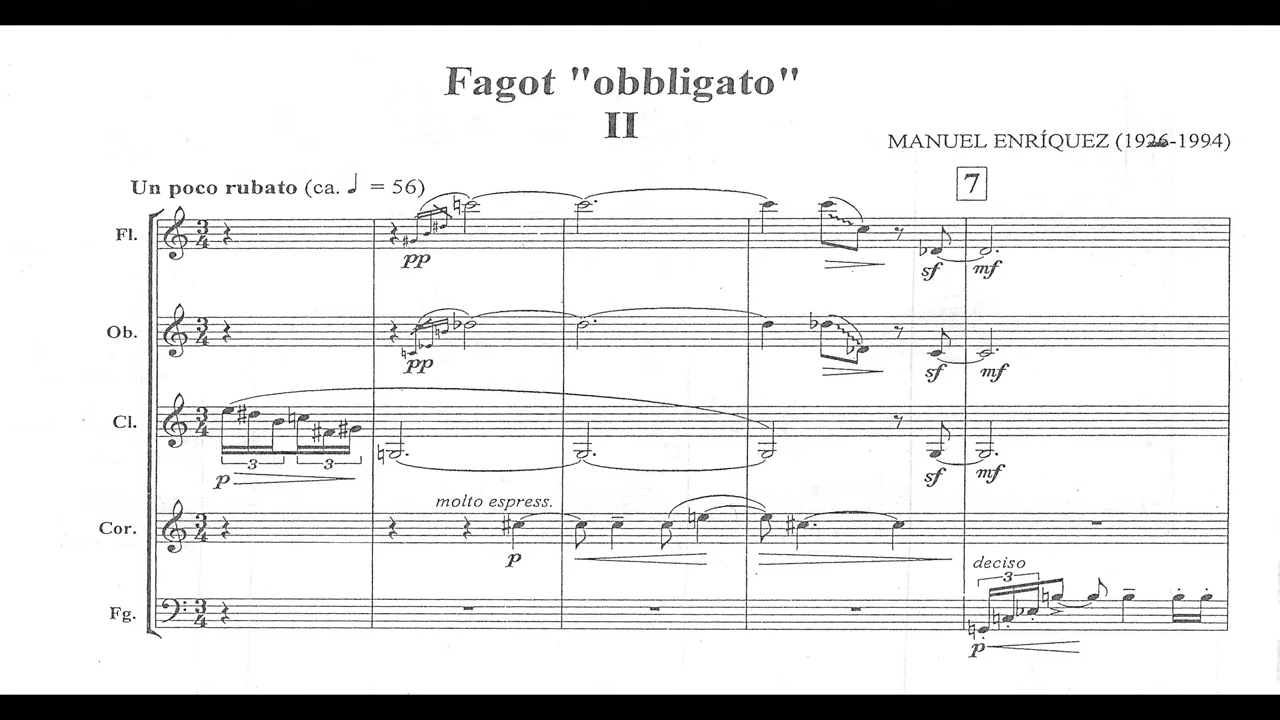 Fagot "obbligato"
II
MANUEL ENRÍQUEZ (1926-1994)
Un poco rubato (ca. ♩ = 56)
7
Fl.
pp
sf
mf
Ob.
pp
sf
mf
Cl.
3
3
p
sf
mf
molto espress.
Cor.
p
deciso
3
Fg.
p